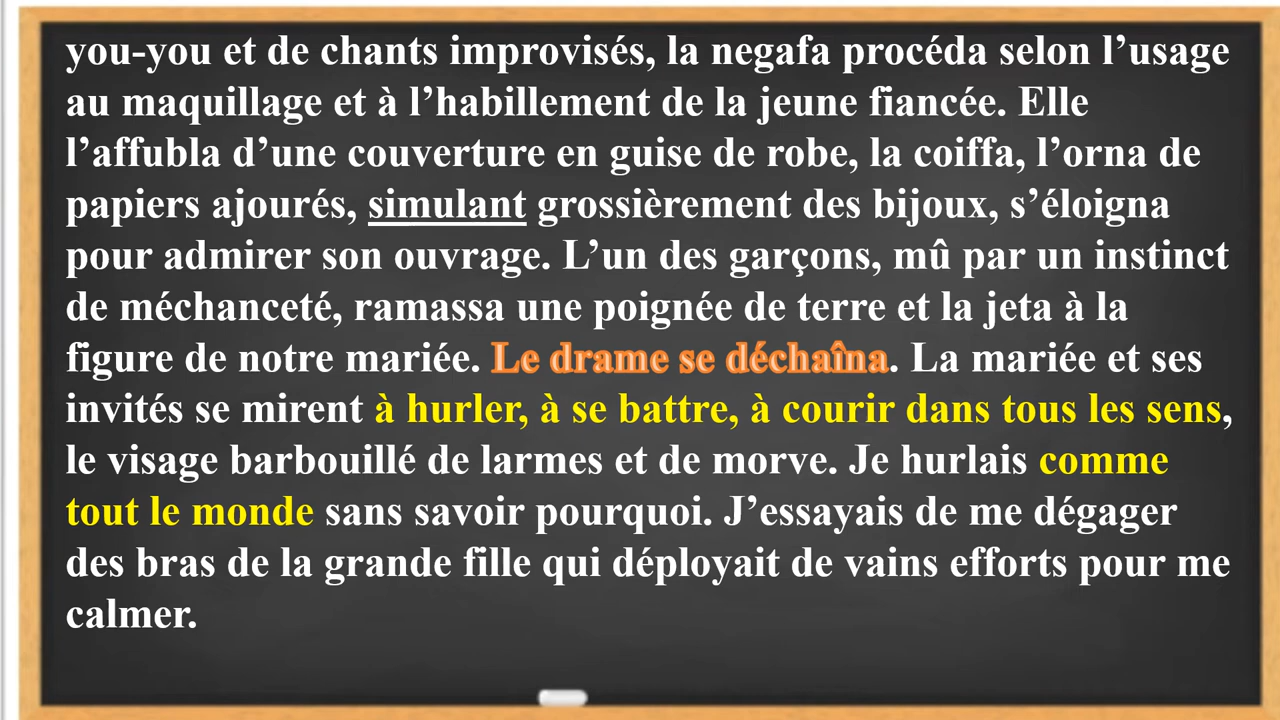 you-you et de chants improvisés, la negafa procéda selon l’usage
au maquillage et à l’habillement de la jeune fiancée. Elle
l’affubla d’une couverture en guise de robe, la coiffa, l’orna de
papiers ajourés, simulant grossièrement des bijoux, s’éloigna
pour admirer son ouvrage. L’un des garçons, mû par un instinct
de méchanceté, ramassa une poignée de terre et la jeta à la
figure de notre mariée. Le drame se déchaîna. La mariée et ses
invités se mirent à hurler, à se battre, à courir dans tous les sens,
le visage barbouillé de larmes et de morve. Je hurlais comme
tout le monde sans savoir pourquoi. J’essayais de me dégager
des bras de la grande fille qui déployait de vains efforts pour me
calmer.